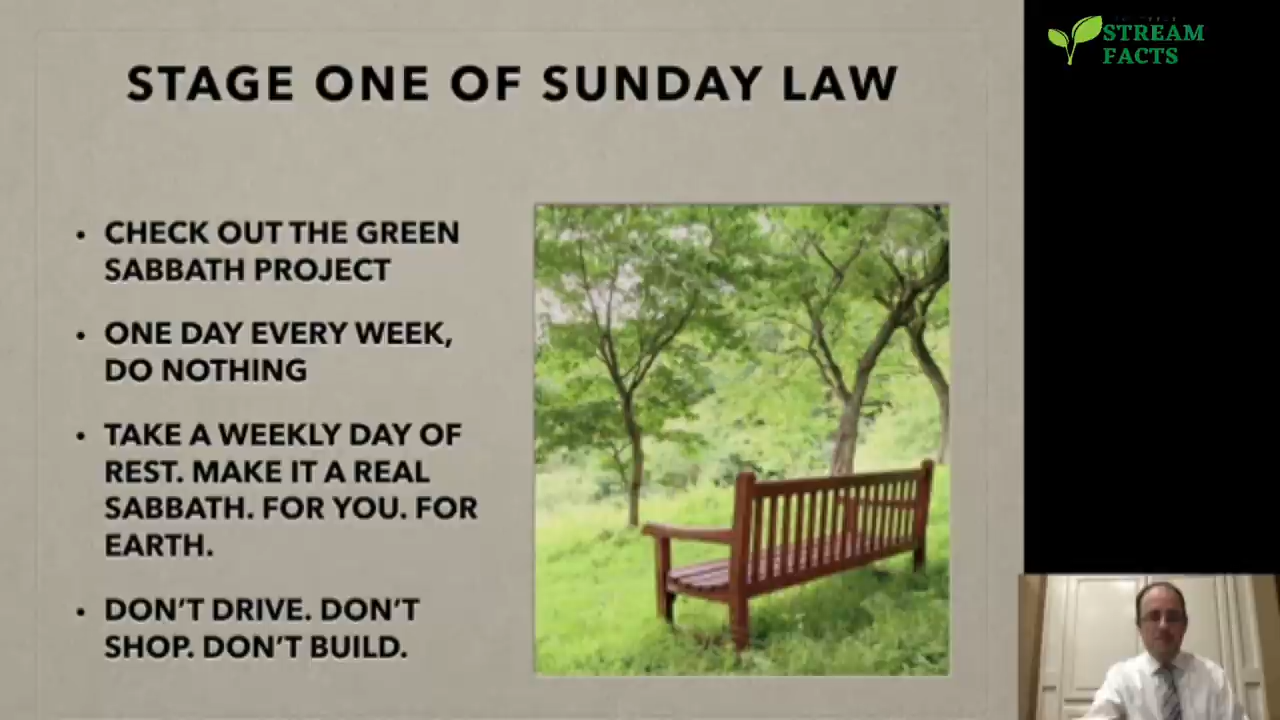 STAGE ONE OF SUNDAY LAW
• CHECK OUT THE GREEN
SABBATH PROJECT
• ONE DAY EVERY WEEK,
DO NOTHING
• TAKE A WEEKLY DAY OF
REST. MAKE IT A REAL
SABBATH. FOR YOU. FOR
EARTH.
• DON’T DRIVE. DON’T
SHOP. DON’T BUILD.
STREAM
FACTS